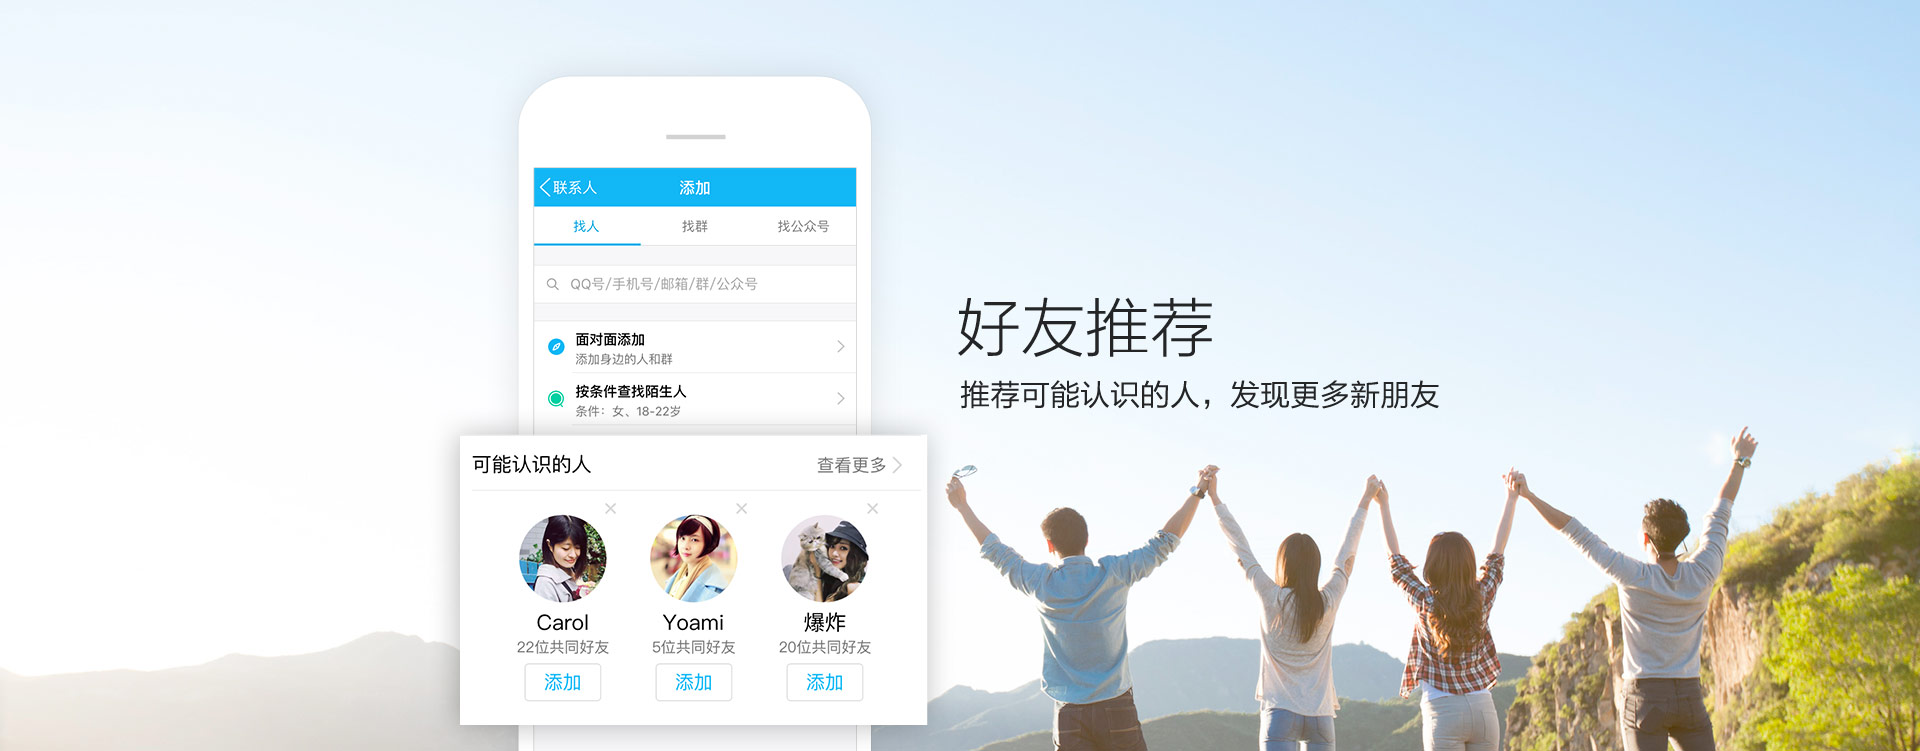 联系人
添加
找人
找群
找公众号
QQ号/手机号/邮箱/群/公众号
面对面添加
添加身边的人和群
按条件查找陌生人
条件：女、18-22岁
可能认识的人
查看更多
Carol
22位共同好友
添加
Yoami
5位共同好友
添加
爆炸
20位共同好友
添加
好友推荐
推荐可能认识的人，发现更多新朋友